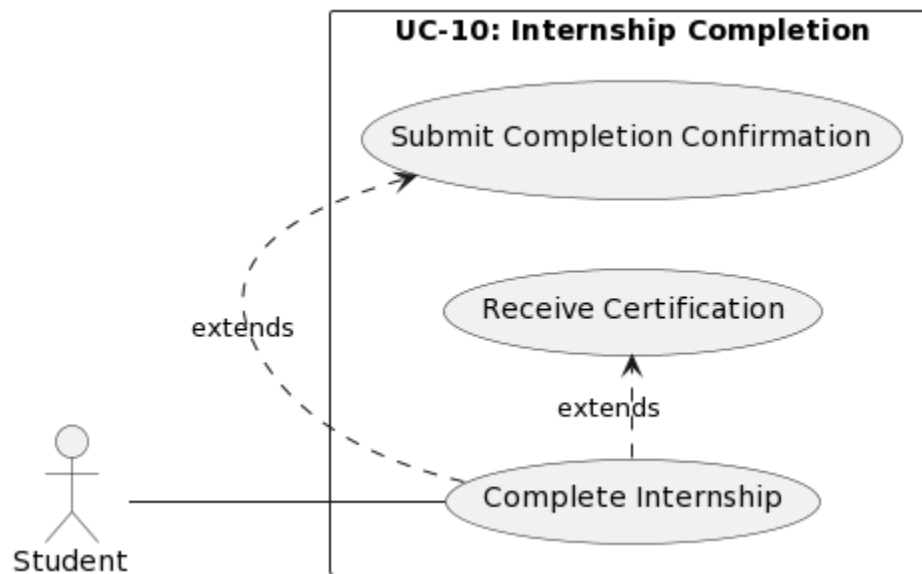 UC-10: Internship Completion
Submit Completion Confirmation
Receive Certification
extends
extends
Complete Internship
Student